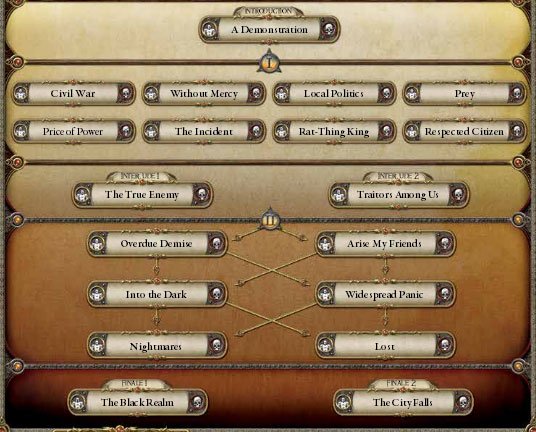 INTRODUCTION
A Demonstration
I
Civil War
Without Mercy
Local Politics
Prey
Price of Power
The Incident
Rat-Thing King
Respected Citizen
INTERLUDE 1
The True Enemy
INTERLUDE 2
Traitors Among Us
II
Overdue Demise
Arise My Friends
Into the Dark
Widespread Panic
Nightmares
Lost
FINALE 1
The Black Realm
FINALE 2
The City Falls